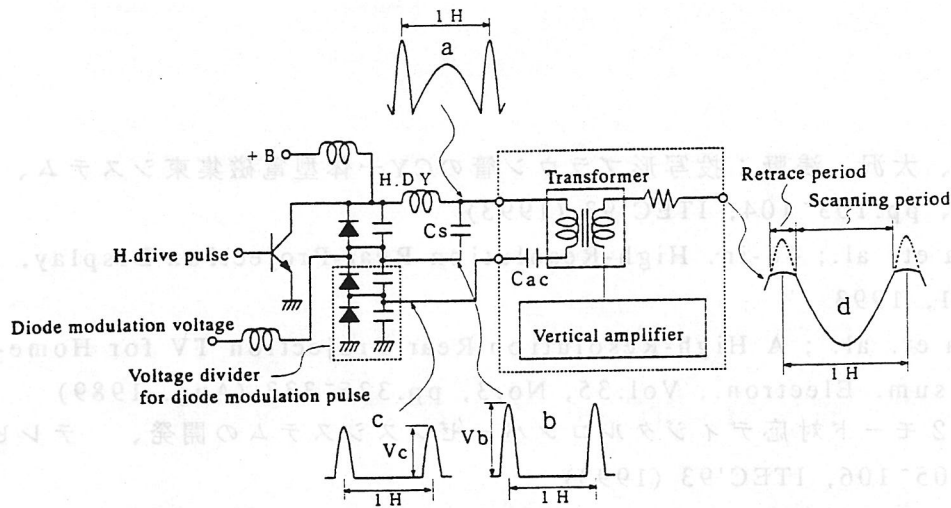 1 H
a
+ B
H.DY
Cs
H.drive pulse
Diode modulation voltage
Voltage divider
for diode modulation pulse
Transformer
Cac
Vertical amplifier
Retrace period
Scanning period
d
1 H
c
Vc
1 H
b
Vb
1 H